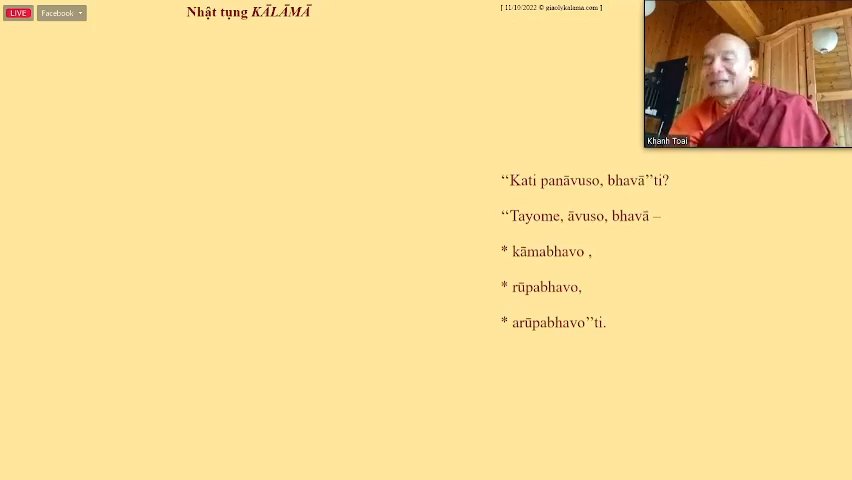 LIVE
Facebook
Nhật tụng KĀLĀMĀ
[ 11/10/2022 © giaolykalama.com ]
Khanh Toai
‘‘Kati panāvuso, bhavā’’ti?
‘‘Tayome, āvuso, bhavā –
* kāmabhavo ,
* rūpabhavo,
* arūpabhavo’’ti.